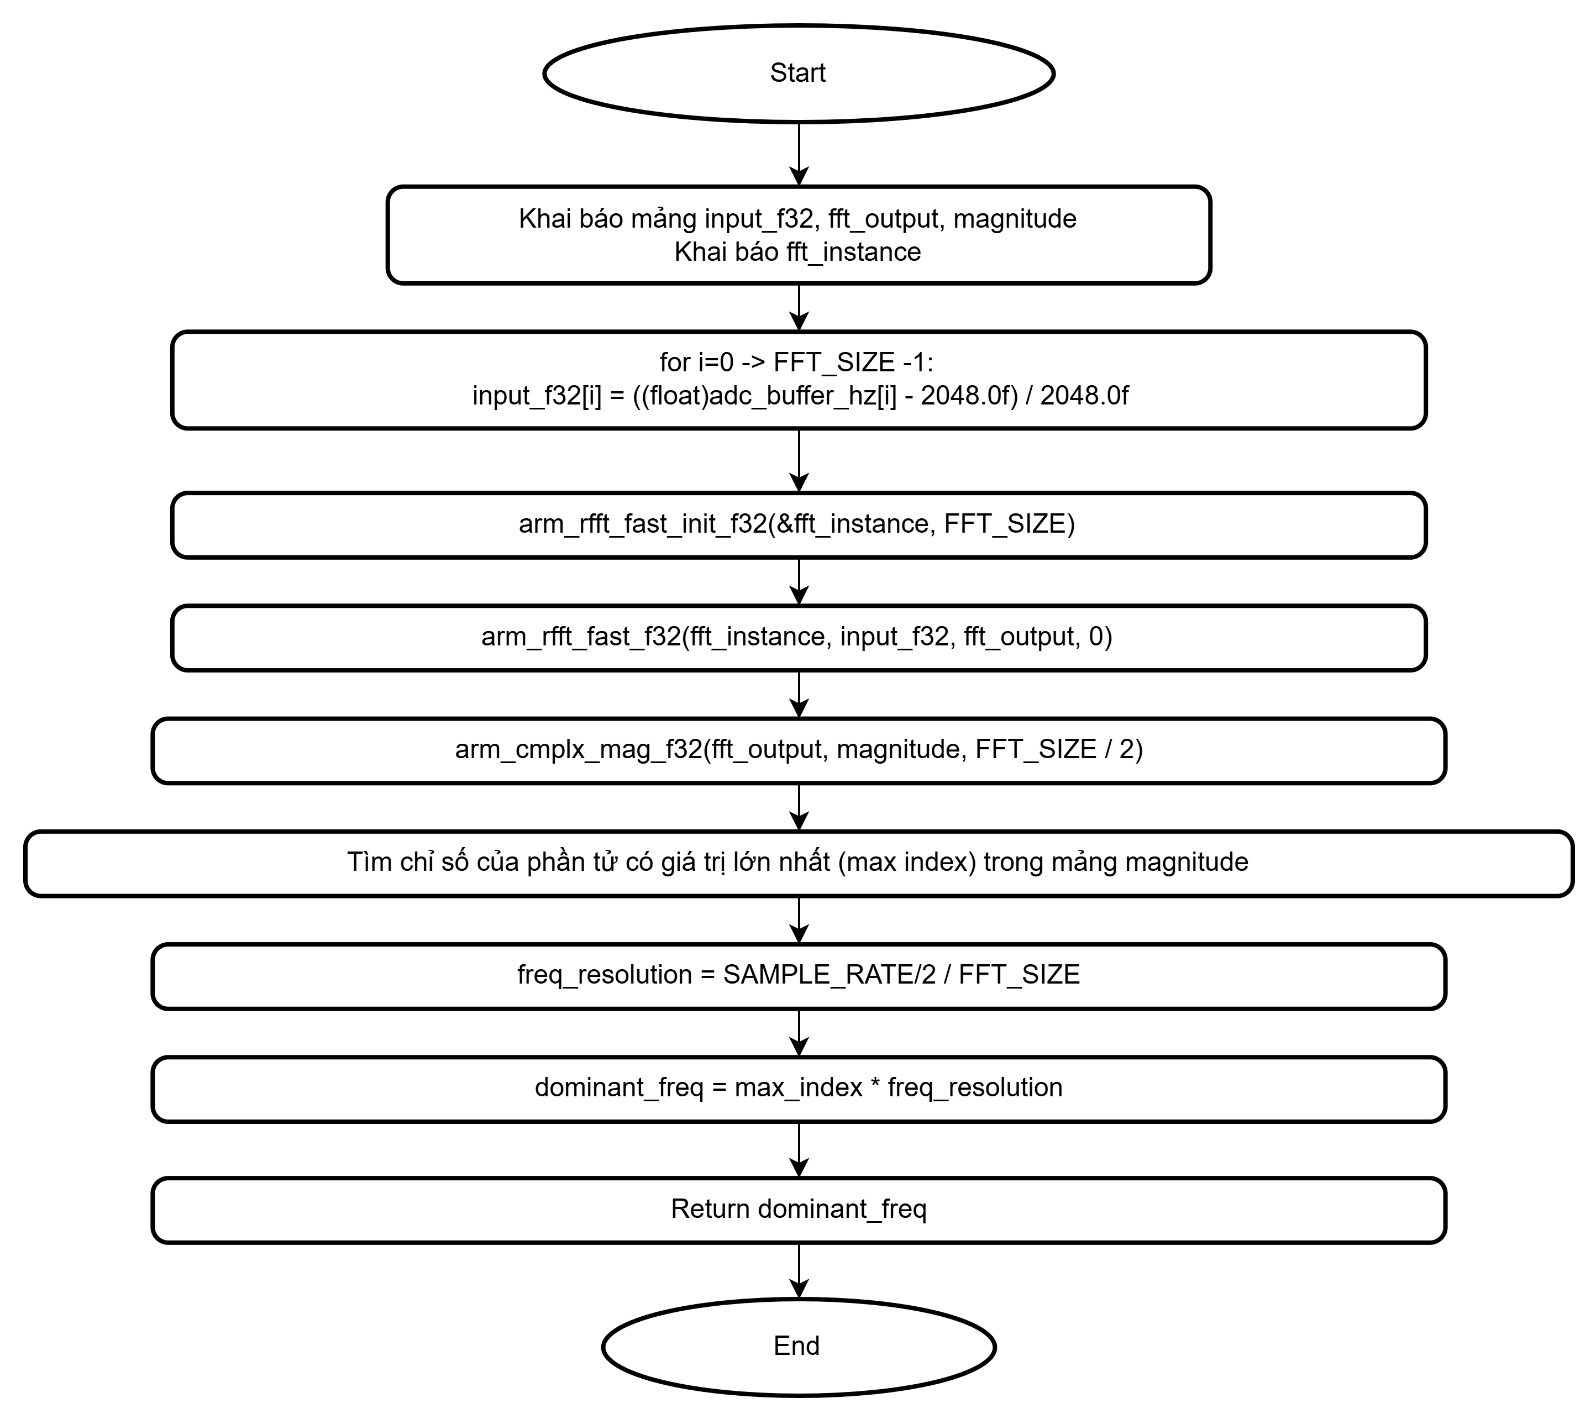 Start
Khai báo mảng input_f32, fft_output, magnitude
Khai báo fft_instance
for i=0 -> FFT_SIZE -1:
input_f32[i] = ((float)adc_buffer_hz[i] - 2048.0f) / 2048.0f
arm_rfft_fast_init_f32(&fft_instance, FFT_SIZE)
arm_rfft_fast_f32(fft_instance, input_f32, fft_output, 0)
arm_cmplx_mag_f32(fft_output, magnitude, FFT_SIZE / 2)
Tìm chỉ số của phần tử có giá trị lớn nhất (max index) trong mảng magnitude
freq_resolution = SAMPLE_RATE/2 / FFT_SIZE
dominant_freq = max_index * freq_resolution
Return dominant_freq
End